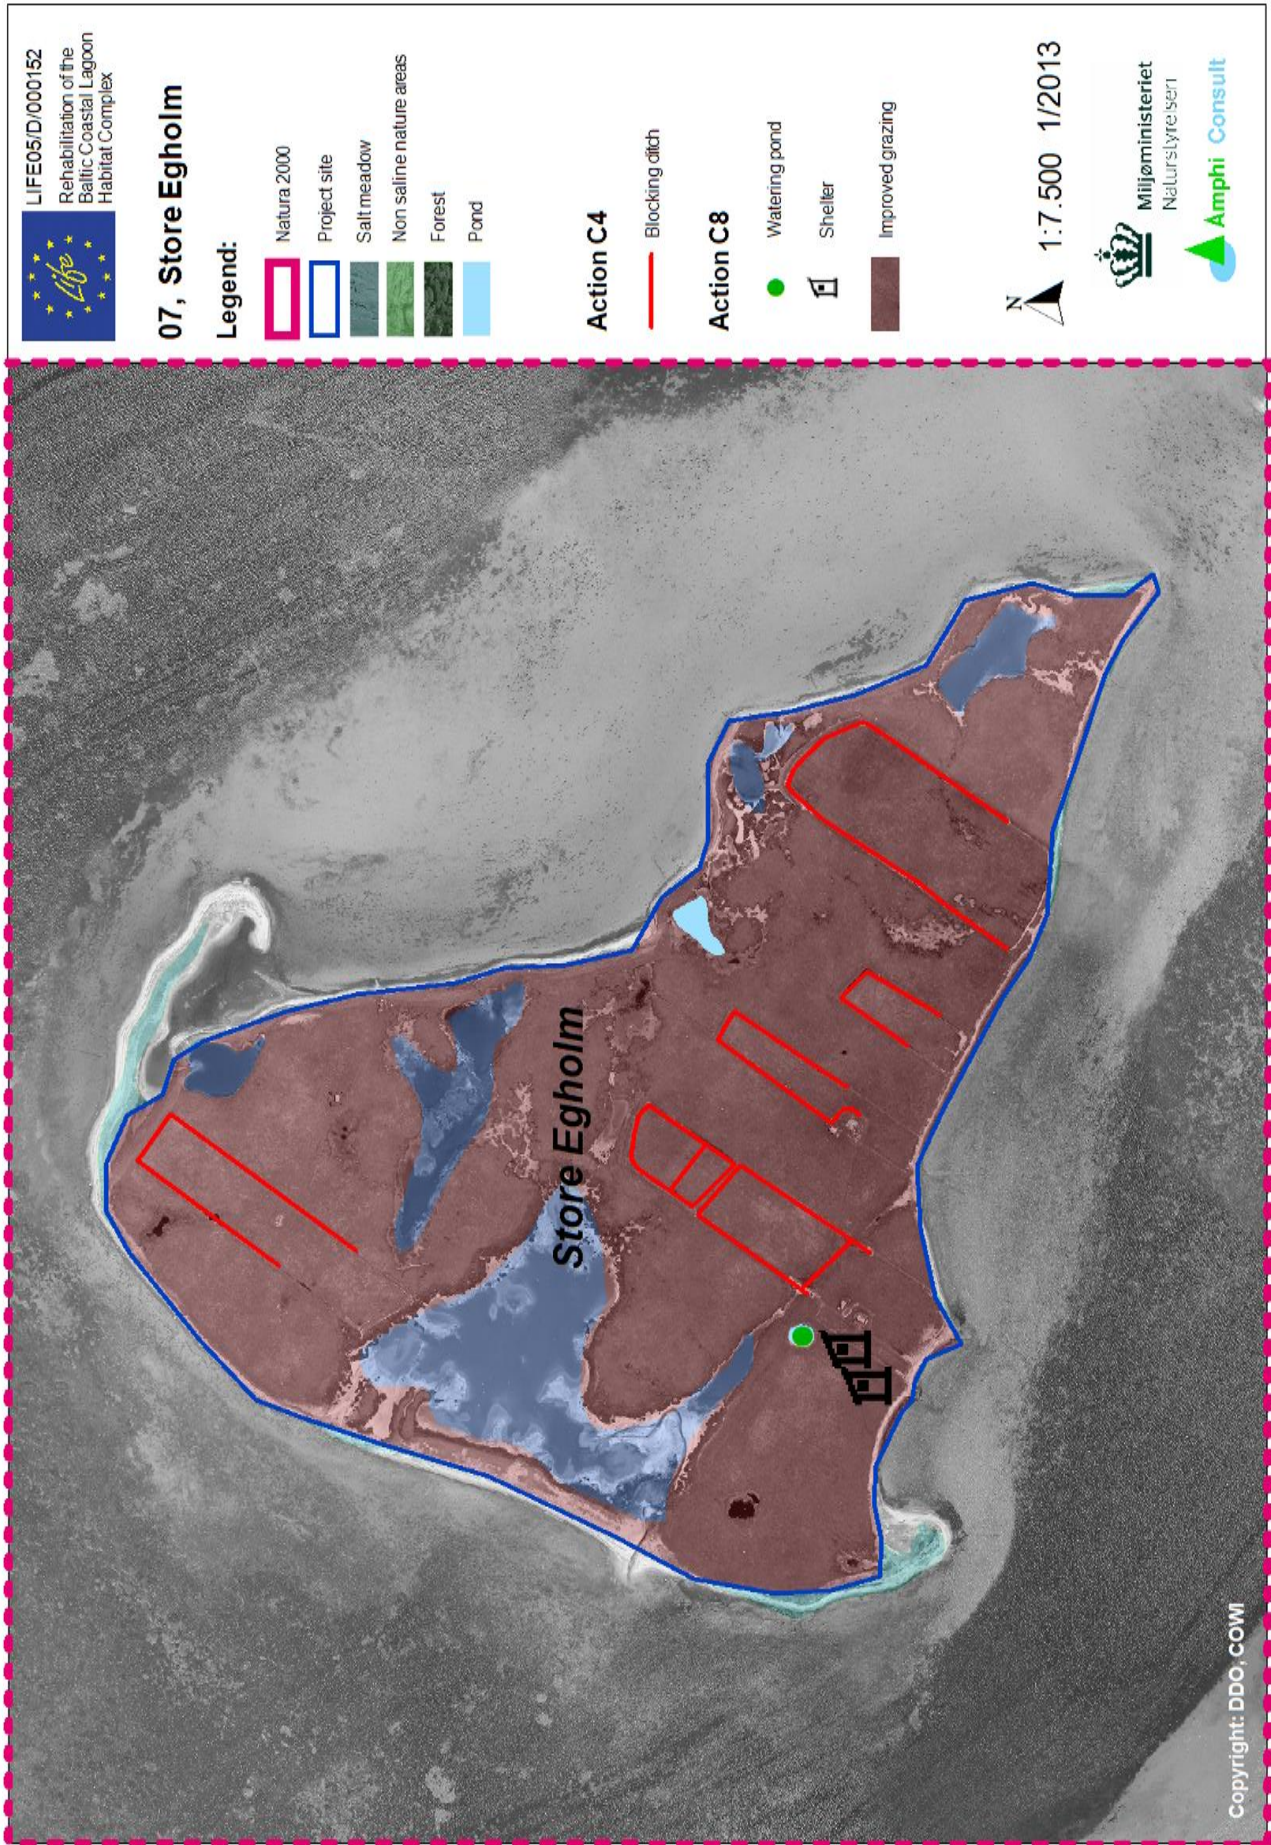 Life
LIFE05/D/000152
Rehabilitation of the
Baltic Coastal Lagoon
Habitat Complex
07, Store Egholm
Legend:
Natura 2000
Project site
Salt meadow
Non saline nature areas
Forest
Pond
Action C4
Blocking ditch
Action C8
Watering pond
Shelter
Improved grazing
N
1:7.500 1/2013
Miljøministeriet
Naturstyrelsen
Amphi Consult
Store Egholm
Copyright: DDO, COWI